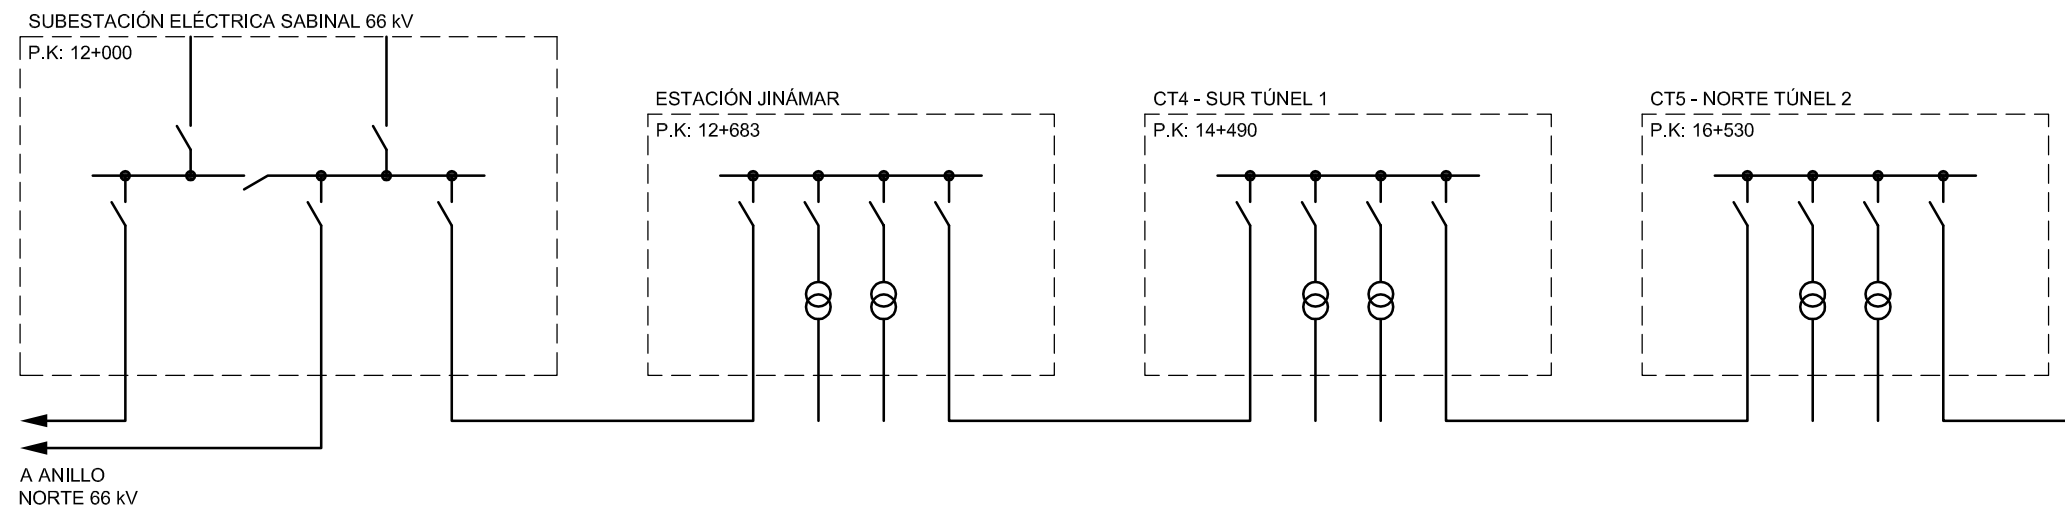 SUBESTACIÓN ELÉCTRICA SABINAL 66 kV
P.K: 12+000
ESTACIÓN JINÁMAR
P.K: 12+683
CT4 - SUR TÚNEL 1
P.K: 14+490
CT5 - NORTE TÚNEL 2
P.K: 16+530
A ANILLO
NORTE 66 kV